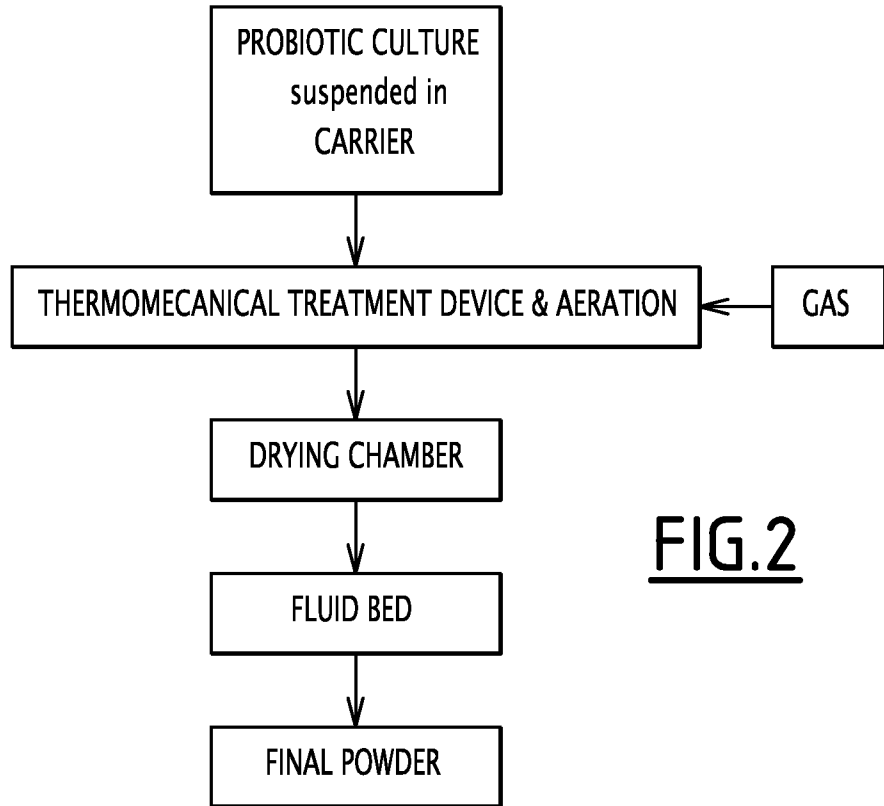 PROBIOTIC CULTURE
suspended in
CARRIER
THERMOMECANICAL TREATMENT DEVICE & AERATION
GAS
DRYING CHAMBER
FIG.2
FLUID BED
FINAL POWDER